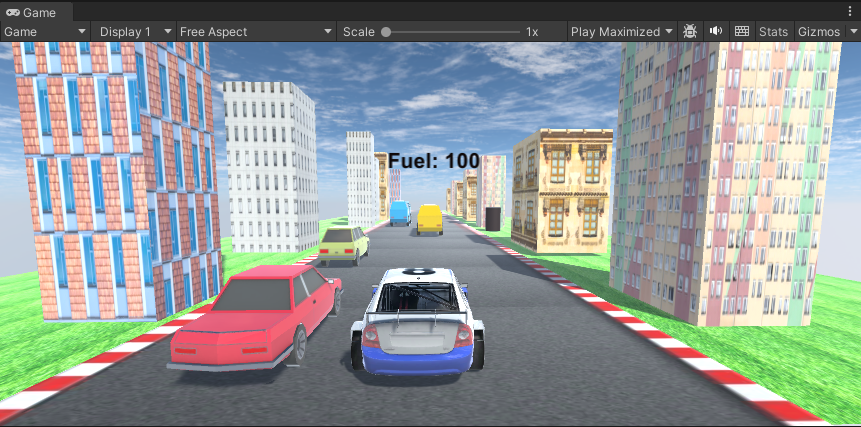 Game
Game Display 1 Free Aspect Scale 1x Play Maximized Stats Gizmos
Fuel: 100